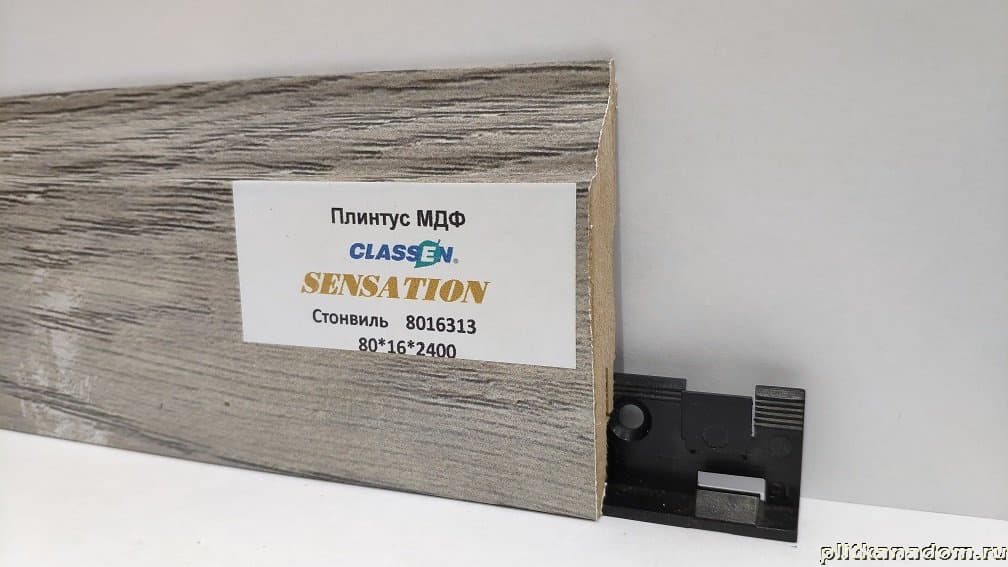 Плинтус МДФ
CLASSEN®
SENSATION
Стонвиль 8016313
80*16*2400
plitkanadom.ru